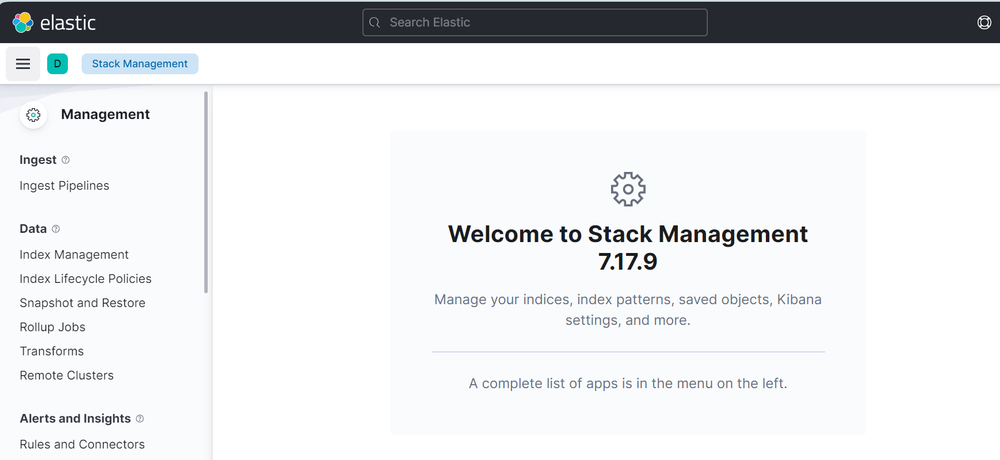 elastic
Search Elastic
D
Stack Management
Management
Ingest
Ingest Pipelines
Data
Index Management
Index Lifecycle Policies
Snapshot and Restore
Rollup Jobs
Transforms
Remote Clusters
Alerts and Insights
Rules and Connectors
Welcome to Stack Management
7.17.9
Manage your indices, index patterns, saved objects, Kibana
settings, and more.
A complete list of apps is in the menu on the left.